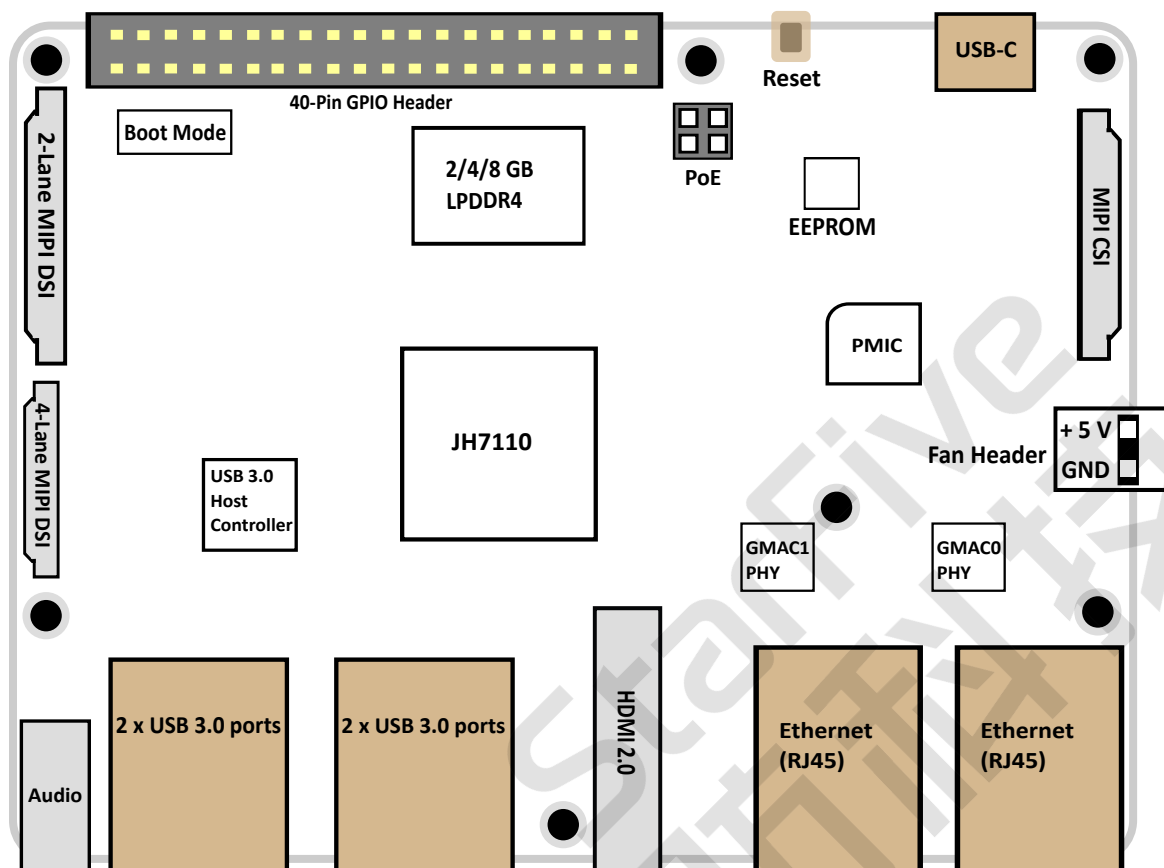 USB-C
Reset
40-Pin GPIO Header
Boot Mode
2/4/8 GB
LPDDR4
PoE
EEPROM
2-Lane MIPI DSI
MIPI CSI
PMIC
4-Lane MIPI DSI
JH7110
+ 5 V
Fan Header
GND
USB 3.0
Host
Controller
GMAC1
PHY
GMAC0
PHY
2 x USB 3.0 ports
2 x USB 3.0 ports
HDMI 2.0
Ethernet
(RJ45)
Ethernet
(RJ45)
Audio
StarFive